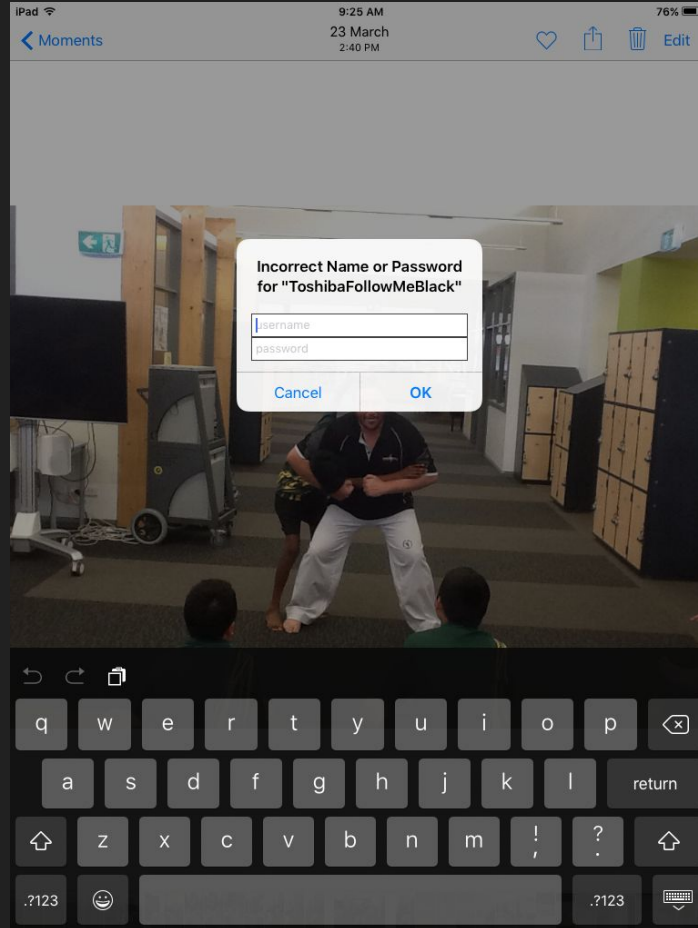 iPad
9:25 AM
76%
Moments
23 March
2:40 PM
Edit
Incorrect Name or Password
for "ToshibaFollowMeBlack"
username
password
Cancel
OK
q w e r t y u i o p
a s d f g h j k l return
z x c v b n m ! , ? .
.?123 .?123